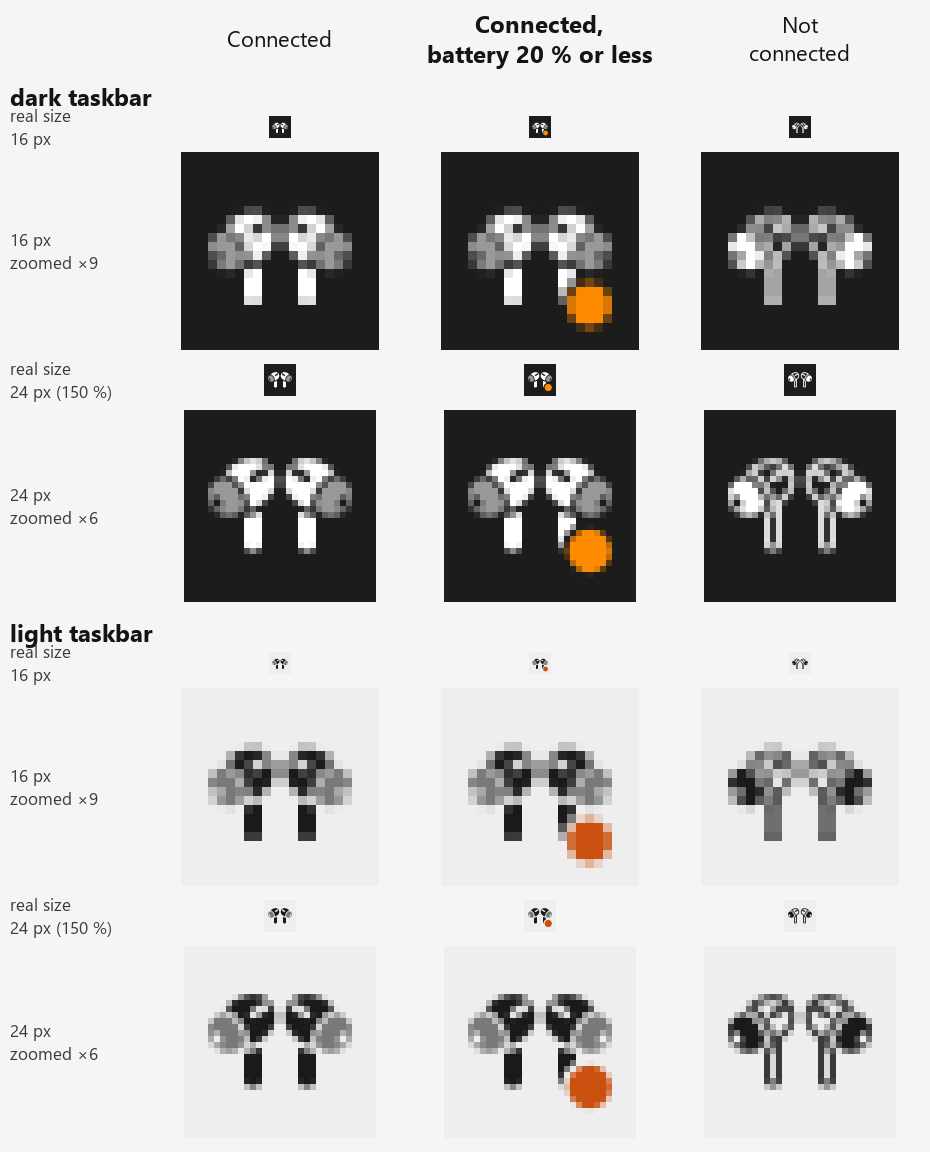 Connected
Connected,
battery 20 % or less
Not
connected
dark taskbar
real size
16 px
16 px
zoomed ×9
real size
24 px (150 %)
24 px
zoomed ×6
light taskbar
real size
16 px
16 px
zoomed ×9
real size
24 px (150 %)
24 px
zoomed ×6